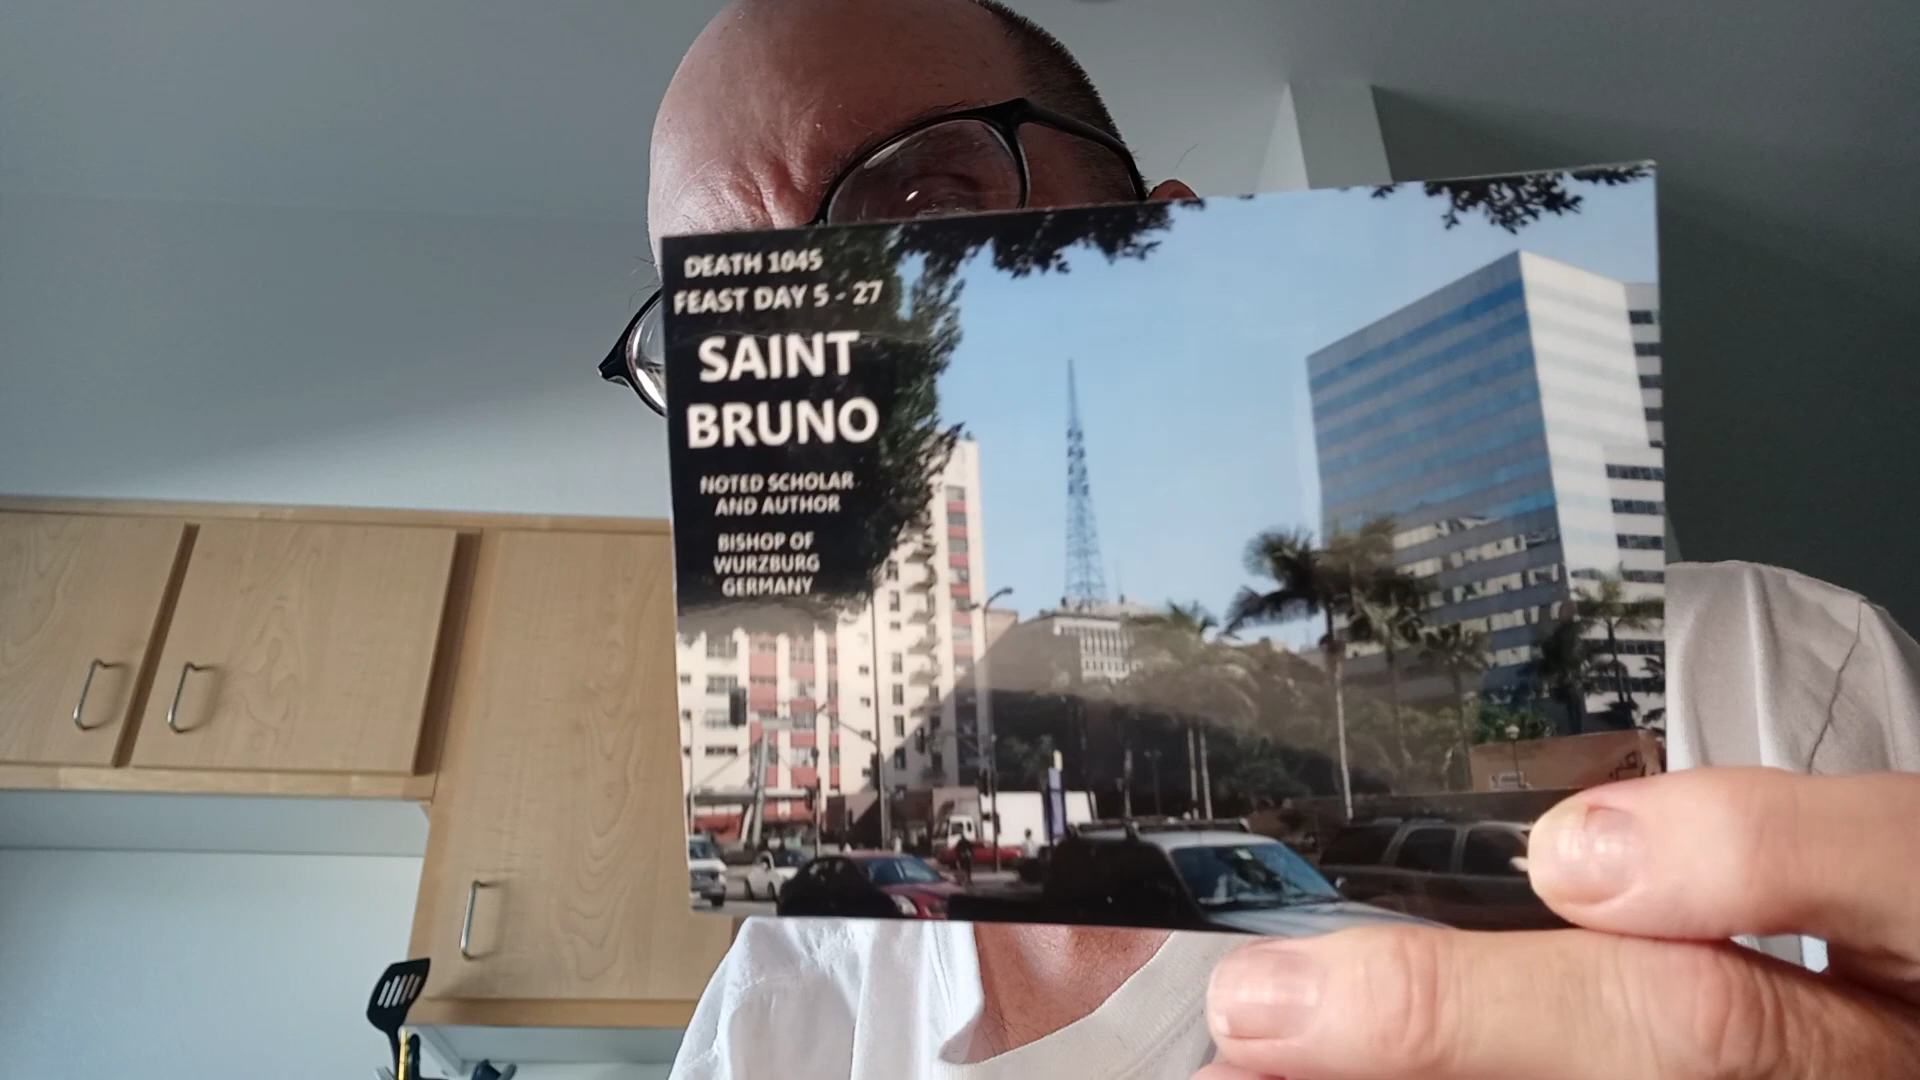 DEATH 1045
FEAST DAY 5 - 27
SAINT
BRUNO
NOTED SCHOLAR
AND AUTHOR
BISHOP OF
WURZBURG
GERMANY